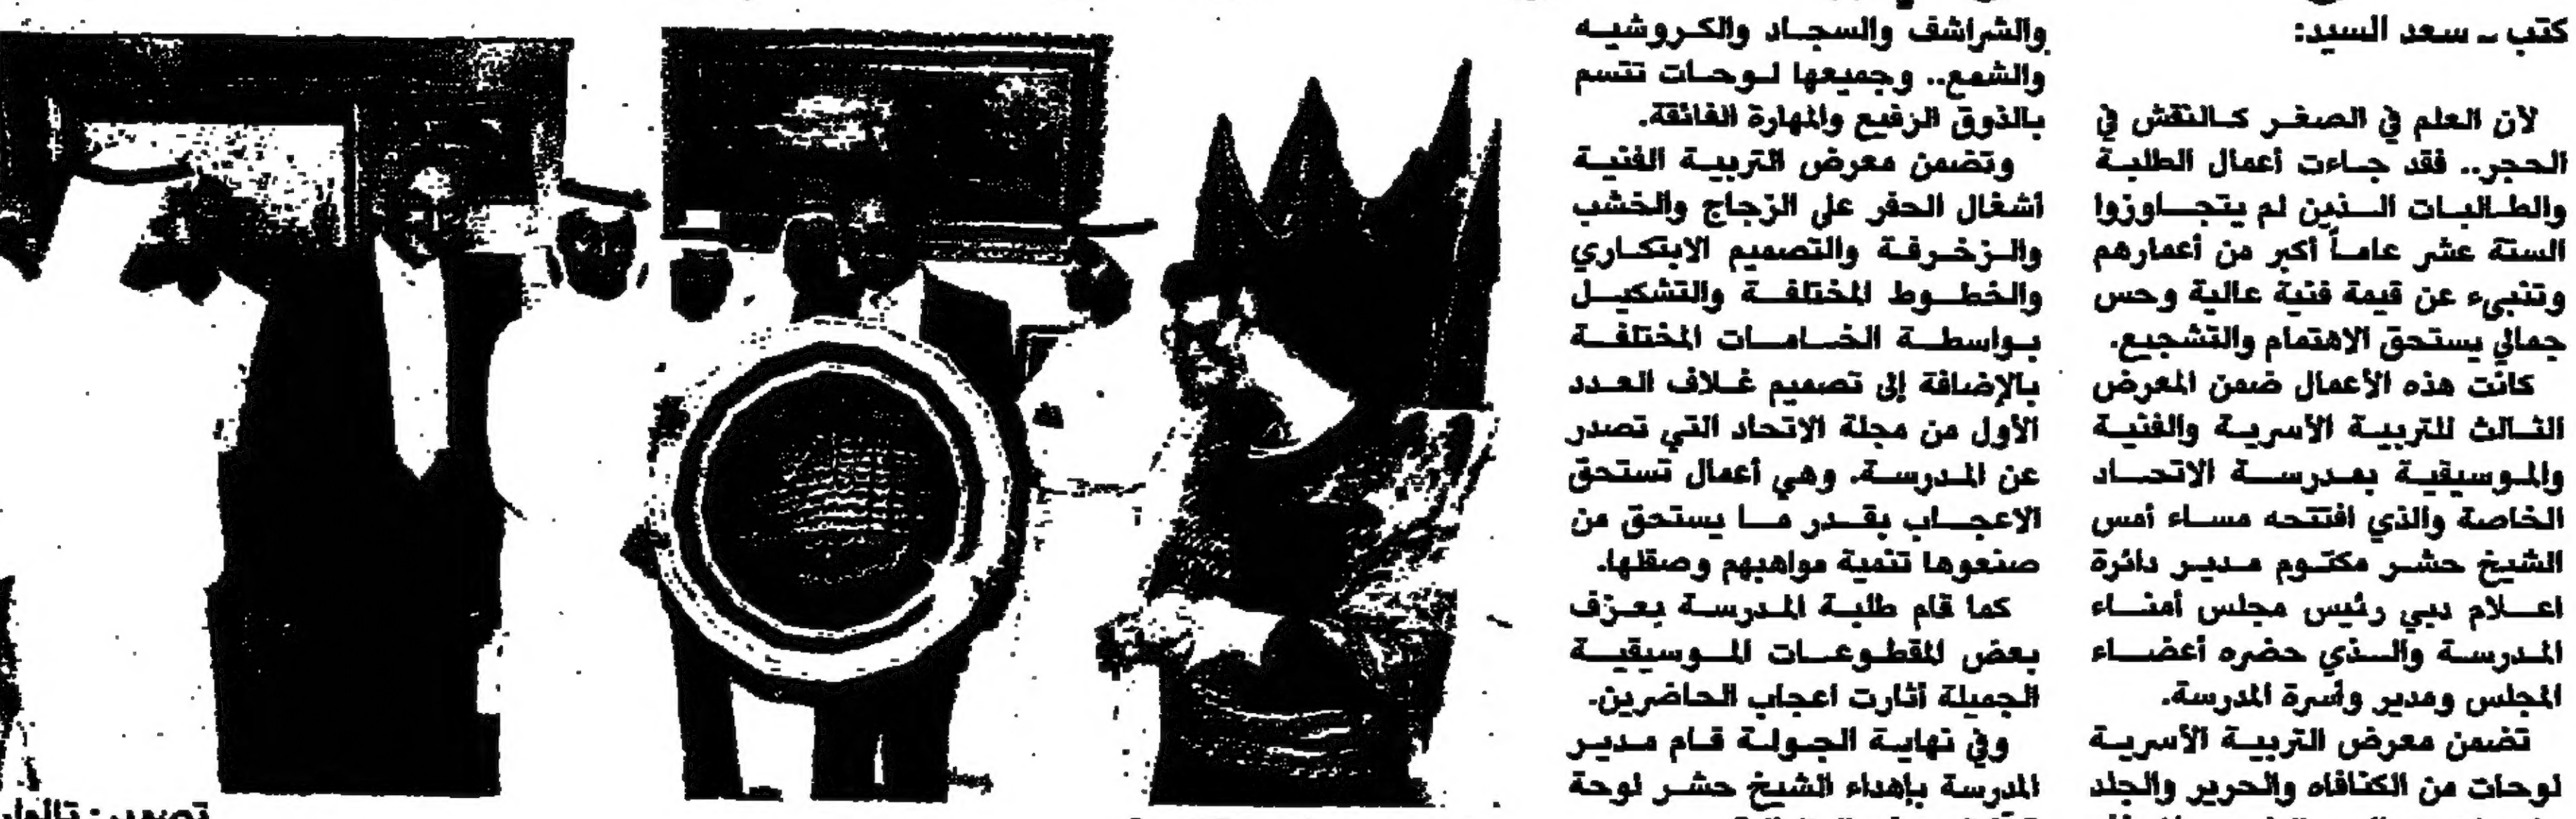 كتب ـ سعد السيد:
لأن العلم في الصغر كالنقش في
الحجر.. فقد جاءت أعمال الطلبة
والطالبات الذين لم يتجاوزوا
الستة عشر عاماً أكبر من أعمارهم
وتنبىء عن قيمة فنية عالية وحس
جمالي يستحق الاهتمام والتشجيع.
كانت هذه الأعمال ضمن المعرض
الثالث للتربية الأسرية والفنية
والموسيقية بمدرسة الاتحاد
الخاصة والذي افتتحه مساء أمس
الشيخ حشر مكتوم مدير دائرة
اعلام دبي رئيس مجلس أمناء
المدرسة والذي حضره أعضاء
المجلس ومدير وأسرة المدرسة.
تضمن معرض التربية الأسرية
لوحات من الكنافاه والحرير والجلد
والشراشف والسجاد والكروشيه
والشمع.. وجميعها لوحات تتسم
بالذوق الرفيع والمهارة الفائقة.
وتضمن معرض التربية الفنية
أشغال الحفر على الزجاج والخشب
والزخرفة والتصميم الابتكاري
والخطوط المختلفة والتشكيل
بواسطة الخامات المختلفة
بالإضافة إلى تصميم غلاف العدد
الأول من مجلة الاتحاد التي تصدر
عن المدرسة. وهي أعمال تستحق
الاعجاب بقدر ما يستحق من
صنعوها تنمية مواهبهم وصقلها.
كما قام طلبة المدرسة بعزف
بعض المقطوعات الموسيقية
الجميلة أثارت اعجاب الحاضرين.
وفي نهاية الجولة قام مدير
المدرسة بإهداء الشيخ حشر لوحة